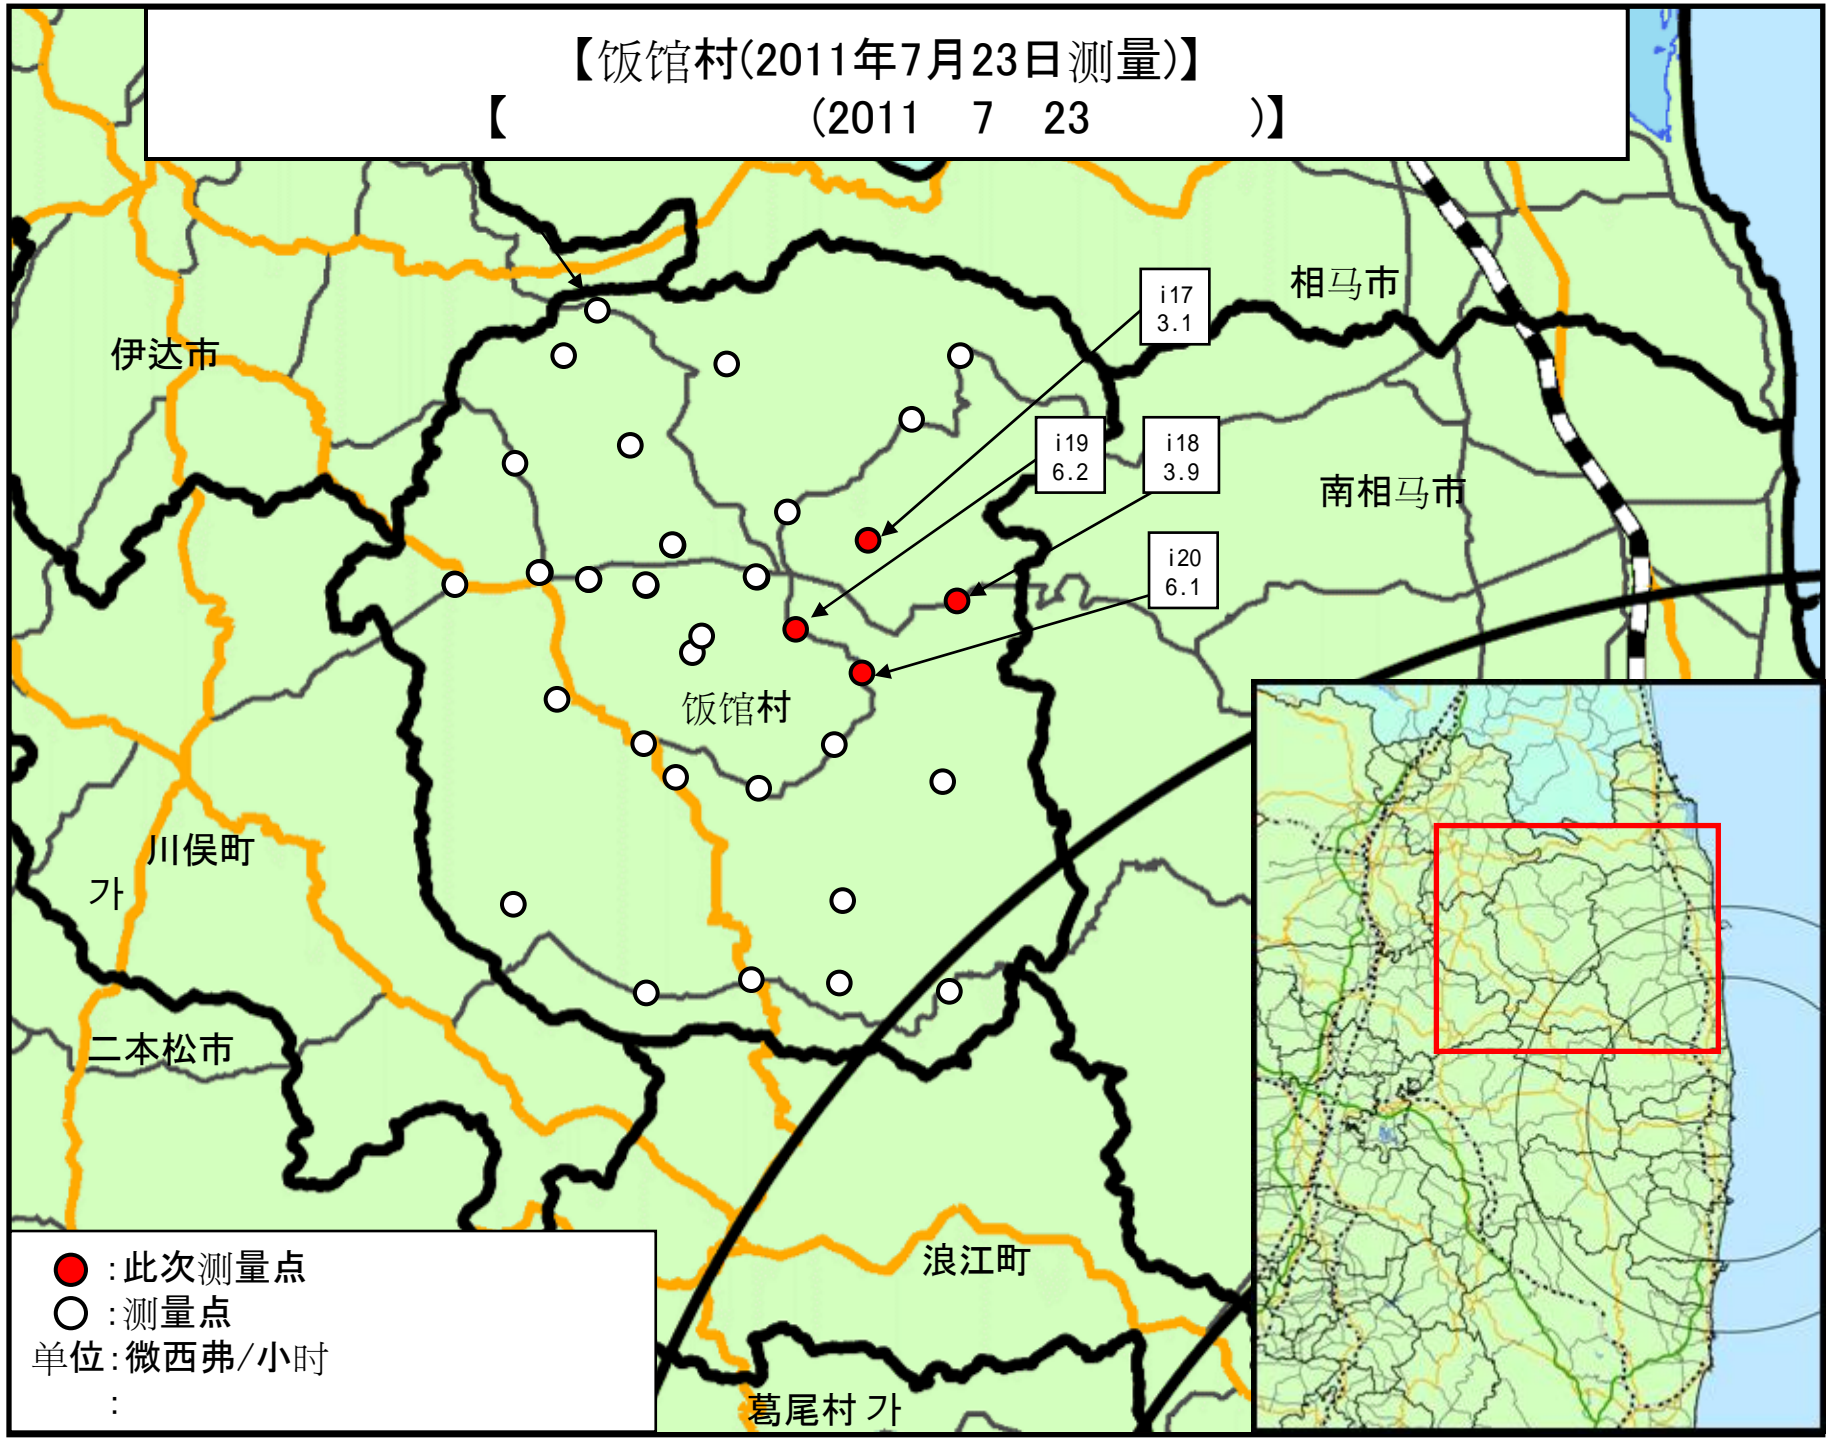 【饭馆村(2011年7月23日测量)】
【 (2011 7 23 )】
i17
3.1
相马市
伊达市
i19
6.2
i18
3.9
南相马市
i20
6.1
饭馆村
川俣町
가
二本松市
浪江町
葛尾村 가
:此次测量点
:测量点
单位:微西弗/小时
: